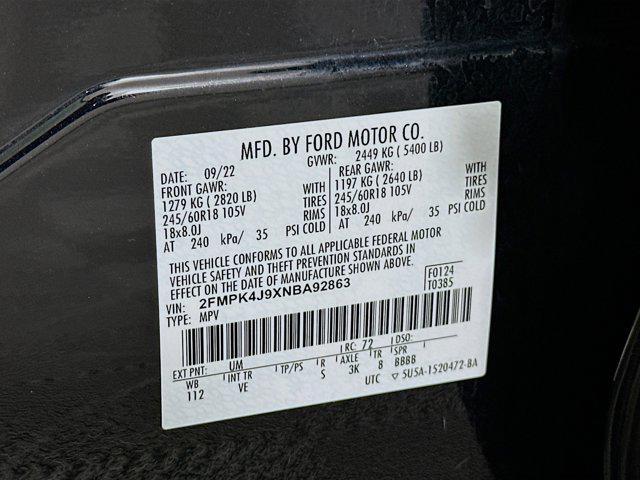 MFD. BY FORD MOTOR CO.
DATE: 09/22 GVWR: 2449 KG ( 5400 LB)
FRONT GAWR: WITH REAR GAWR: WITH
1279 KG ( 2820 LB) TIRES 1197 KG ( 2640 LB) TIRES
245/60R18 105V RIMS 245/60R18 105V RIMS
18x8.0J 18x8.0J
AT 240 kPa/ 35 PSI COLD AT 240 kPa/ 35 PSI COLD
THIS VEHICLE CONFORMS TO ALL APPLICABLE FEDERAL MOTOR
VEHICLE SAFETY AND THEFT PREVENTION STANDARDS IN
EFFECT ON THE DATE OF MANUFACTURE SHOWN ABOVE.
VIN: 2FMPK4J9XNBA92863 F0124
TYPE: MPV T0385
EXT PNT: UM RC: 72 DSO:
WB INT TR TP/PS R AXLE TR SPR
112 VE S 3K 8 BBBB
UTC ▽ 5U5A-1520472-BA